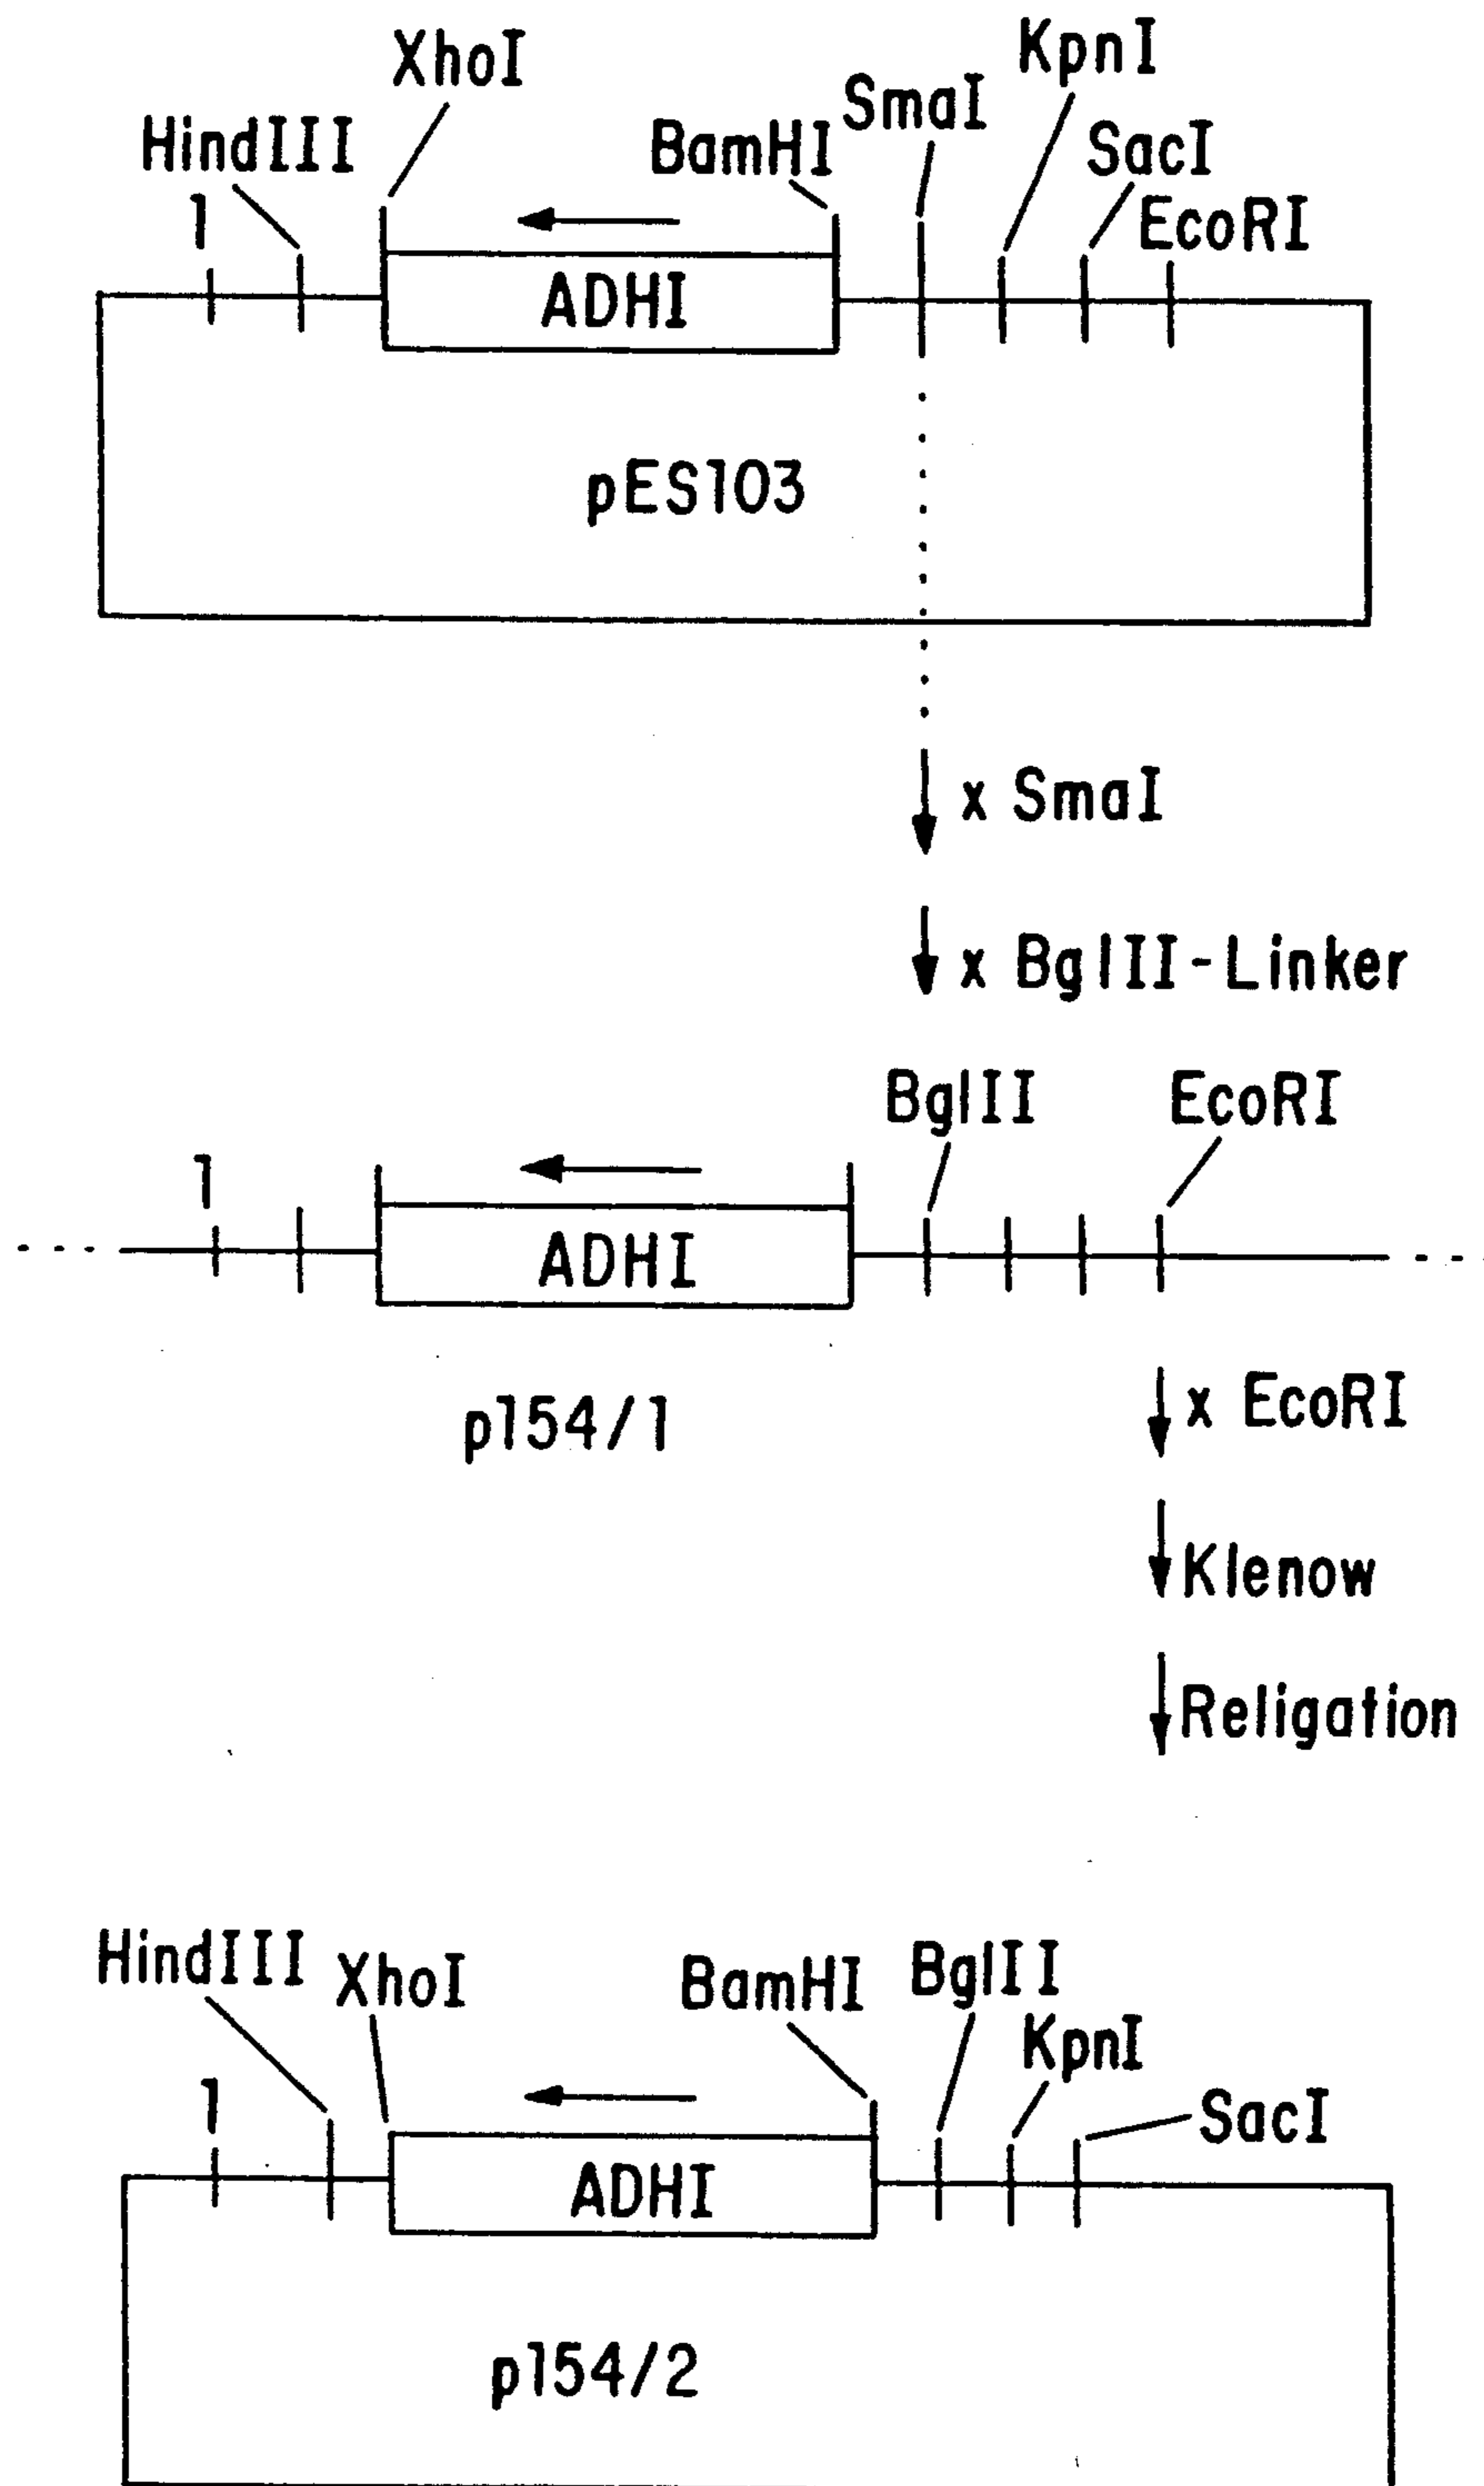 XhoI
KpnI
SmaI
HindIII
BamHI
SacI
1
EcoRI
ADHI
pES103
x SmaI
x BglII-Linker
BglII
EcoRI
1
ADHI
p154/1
x EcoRI
Klenow
Religation
HindIII
XhoI
BamHI
BglII
KpnI
1
SacI
ADHI
p154/2